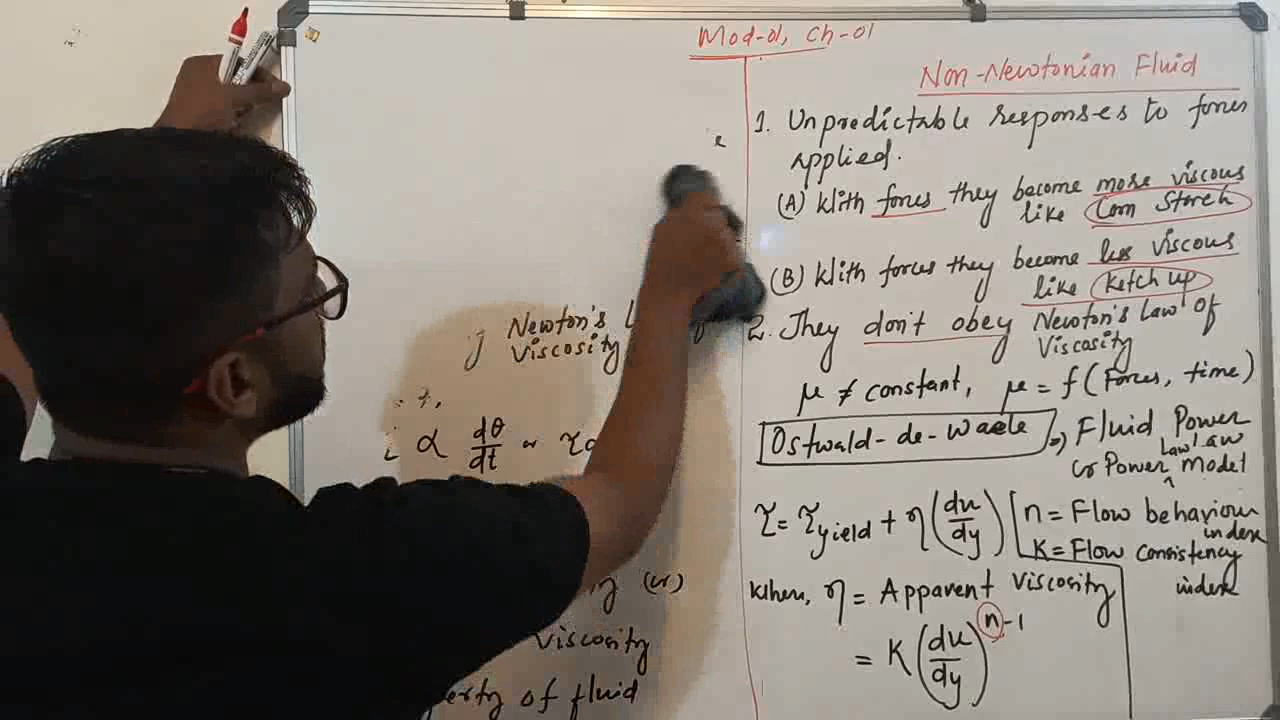 Mod-01, Ch-01
Non-Newtonian Fluid
1. Unpredictable responses to forces
applied.
(A) With forces they become more viscous
like Corn Starch
(B) With forces they become less viscous
like Ketch up
2. They don't obey Newton's Law Of
Viscosity
μ ≠ constant, μ = f(Forces, time)
Ostwald-de-Waele => Fluid Power
Law
or Power Law Model
τ = τyield + η(du/dy) [n = Flow behaviour
index
K = Flow consistency
index
When, η = Apparent Viscosity
= K(du/dy)^n-1
Newton's
Viscosity
α dθ/dt or
(or)
Viscosity
of fluid